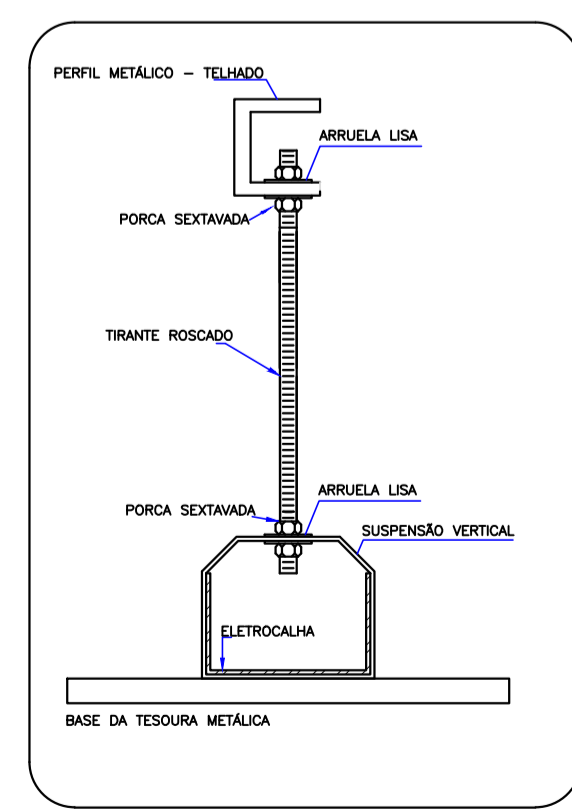 PERFIL METÁLICO - TELHADO
ARRUELA LISA
PORCA SEXTAVADA
TIRANTE ROSCADO
ARRUELA LISA
PORCA SEXTAVADA
SUSPENSÃO VERTICAL
ELETROCALHA
BASE DA TESOURA METÁLICA